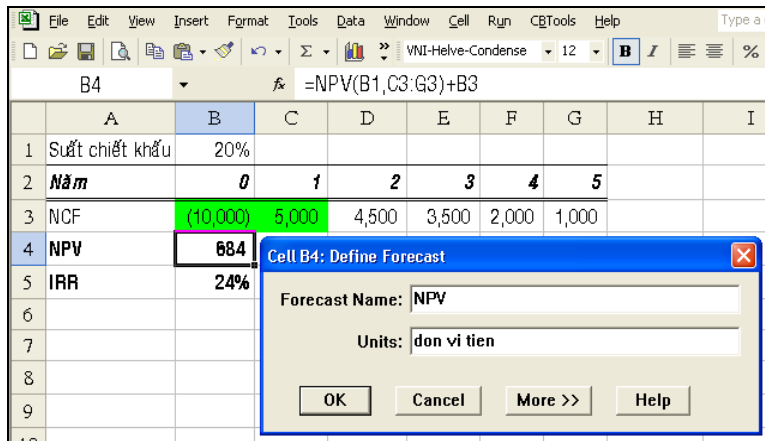 File Edit View Insert Format Tools Data Window Cell Run CBTools Help Type a
VNI-Helve-Condense 12 B I %
B4 fx =NPV(B1,C3:G3)+B3
A B C D E F G H I
1 Suất chiết khấu 20%
2 Năm 0 1 2 3 4 5
3 NCF (10,000) 5,000 4,500 3,500 2,000 1,000
4 NPV 684
5 IRR 24%
6
7
8
9
10
Cell B4: Define Forecast
Forecast Name: NPV
Units: don vi tien
OK Cancel More >> Help